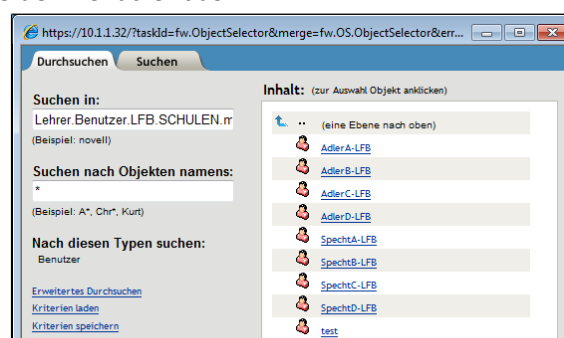 https://10.1.1.32/?taskId=fw.ObjectSelector&merge=fw.OS.ObjectSelector&err...
Durchsuchen Suchen
Suchen in:
Lehrer.Benutzer.LFB.SCHULEN.m
(Beispiel: novell)
Suchen nach Objekten namens:
*
(Beispiel: A*, Chr*, Kurt)
Nach diesen Typen suchen:
Benutzer
Erweitertes Durchsuchen
Kriterien laden
Kriterien speichern
Inhalt: (zur Auswahl Objekt anklicken)
.. (eine Ebene nach oben)
AdlerA-LFB
AdlerB-LFB
AdlerC-LFB
AdlerD-LFB
SpechtA-LFB
SpechtB-LFB
SpechtC-LFB
SpechtD-LFB
test